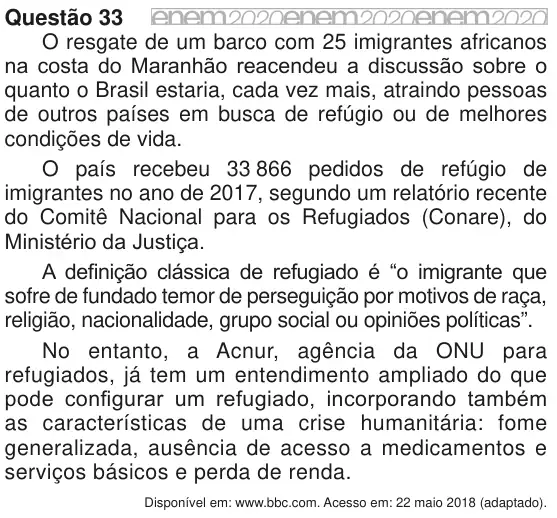 Questão 33 enem2020enem2020enem2020
O resgate de um barco com 25 imigrantes africanos
na costa do Maranhão reacendeu a discussão sobre o
quanto o Brasil estaria, cada vez mais, atraindo pessoas
de outros países em busca de refúgio ou de melhores
condições de vida.
O país recebeu 33 866 pedidos de refúgio de
imigrantes no ano de 2017, segundo um relatório recente
do Comitê Nacional para os Refugiados (Conare), do
Ministério da Justiça.
A definição clássica de refugiado é “o imigrante que
sofre de fundado temor de perseguição por motivos de raça,
religião, nacionalidade, grupo social ou opiniões políticas”.
No entanto, a Acnur, agência da ONU para
refugiados, já tem um entendimento ampliado do que
pode configurar um refugiado, incorporando também
as características de uma crise humanitária: fome
generalizada, ausência de acesso a medicamentos e
serviços básicos e perda de renda.
Disponível em: www.bbc.com. Acesso em: 22 maio 2018 (adaptado).